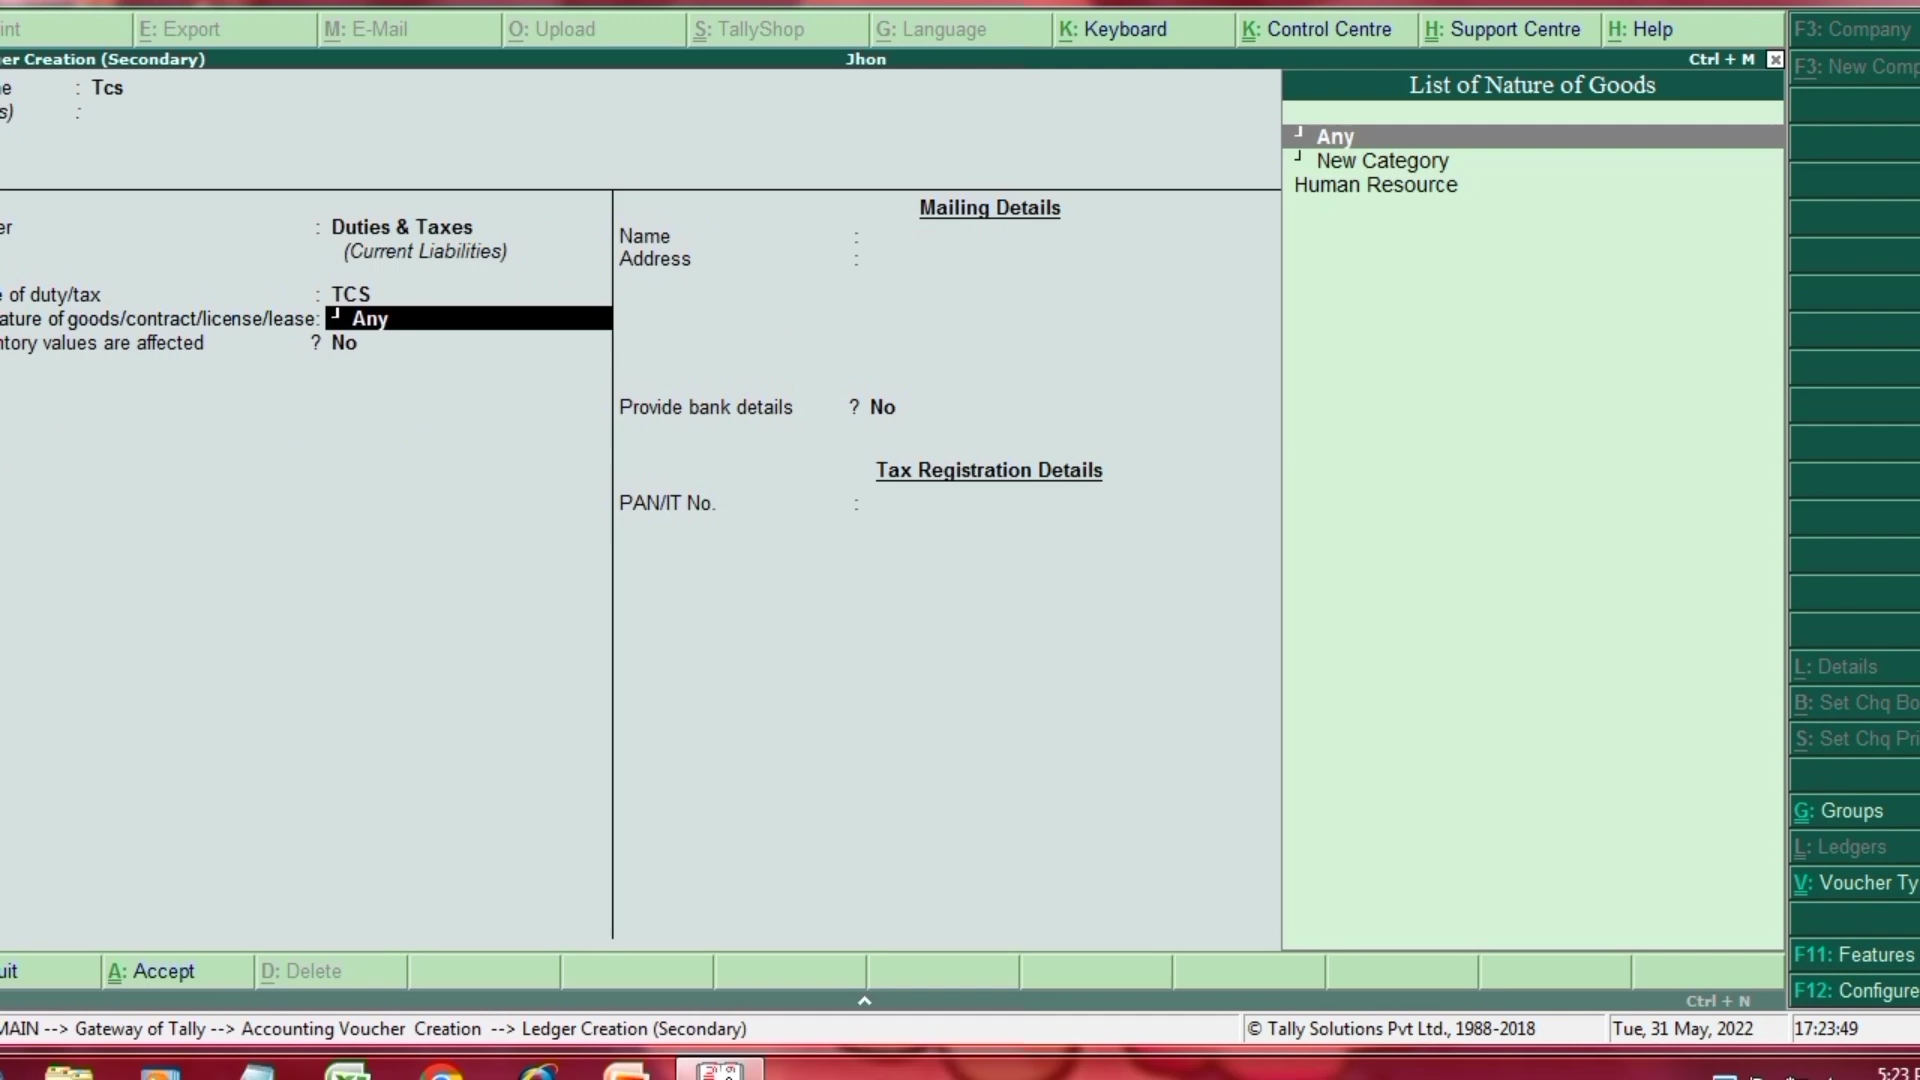 int E: Export M: E-Mail O: Upload S: TallyShop G: Language K: Keyboard K: Control Centre H: Support Centre H: Help F3: Company
er Creation (Secondary) Jhon Ctrl + M
F3: New Comp
e : Tcs
s) :
List of Nature of Goods
Any
New Category
Human Resource
er : Duties & Taxes
(Current Liabilities)
e of duty/tax : TCS
ature of goods/contract/license/lease: Any
ntory values are affected ? No
Mailing Details
Name :
Address :
Provide bank details ? No
Tax Registration Details
PAN/IT No. :
L: Details
B: Set Chq Bo
S: Set Chq Pri
G: Groups
L: Ledgers
V: Voucher Ty
F11: Features
F12: Configure
uit A: Accept D: Delete
Ctrl + N
MAIN --> Gateway of Tally --> Accounting Voucher Creation --> Ledger Creation (Secondary) © Tally Solutions Pvt Ltd., 1988-2018 Tue, 31 May, 2022 17:23:49
5:23 P